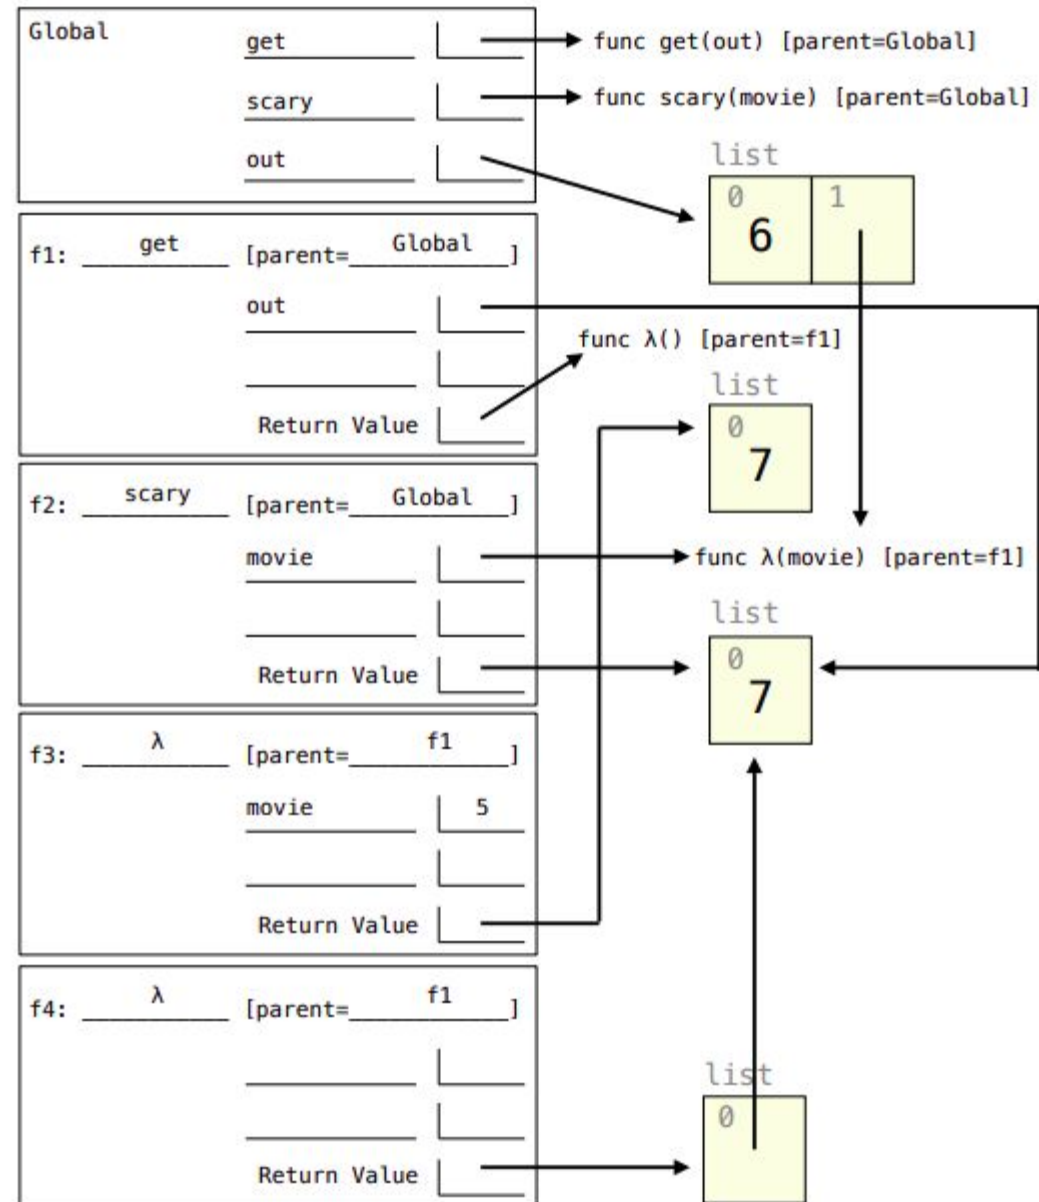 Global
get
func get(out) [parent=Global]
scary
func scary(movie) [parent=Global]
out
list
0 1
6
f1: get [parent=Global]
out
func λ() [parent=f1]
list
0
7
Return Value
f2: scary [parent=Global]
movie
func λ(movie) [parent=f1]
list
0
7
Return Value
f3: λ [parent=f1]
movie 5
Return Value
f4: λ [parent=f1]
list
0
Return Value